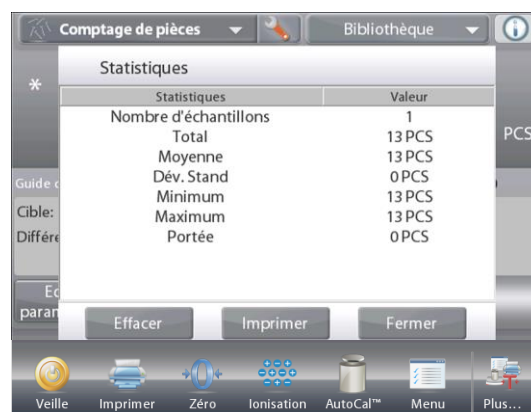 Comptage de pièces Bibliothèque
Statistiques
*
Statistiques Valeur
Nombre d'échantillons 1
Total 13 PCS
Moyenne 13 PCS
PCS
Dév. Stand 0 PCS
Guide
Minimum 13 PCS
Cible: Maximum 13 PCS
Portée 0 PCS
Effacer Imprimer Fermer
Veille Imprimer Zéro Ionisation AutoCal™ Menu Plus...